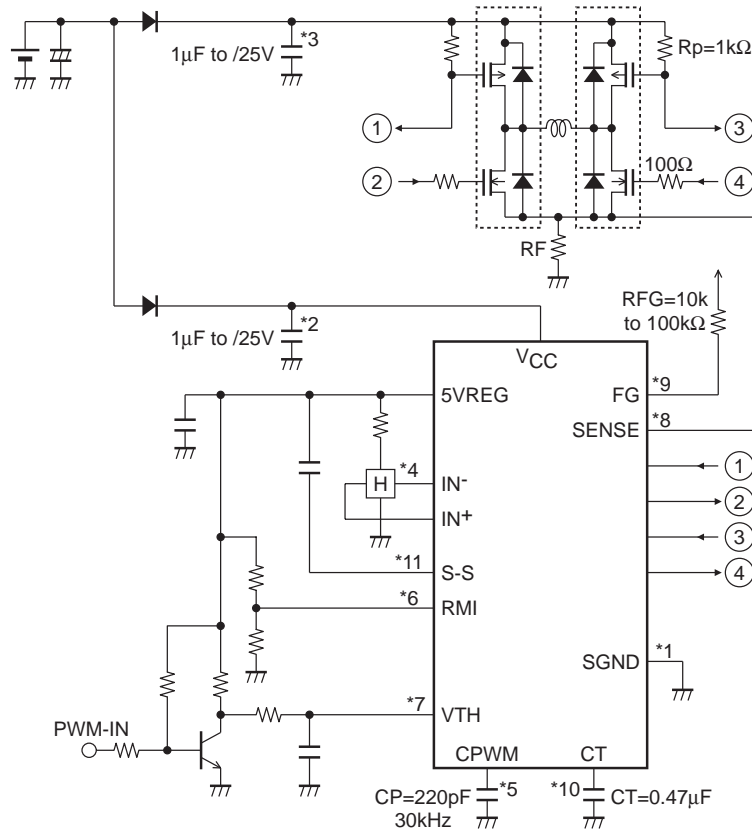 *3
1μF to /25V
Rp=1kΩ
1
3
2
100Ω
4
RF
*2
1μF to /25V
RFG=10k
to 100kΩ
VCC
5VREG
*9
FG
*8
SENSE
*4
IN-
H
1
IN+
2
3
*11
S-S
4
*6
RMI
*1
SGND
*7
VTH
PWM-IN
CPWM
CT
*5
CP=220pF
30kHz
*10
CT=0.47μF